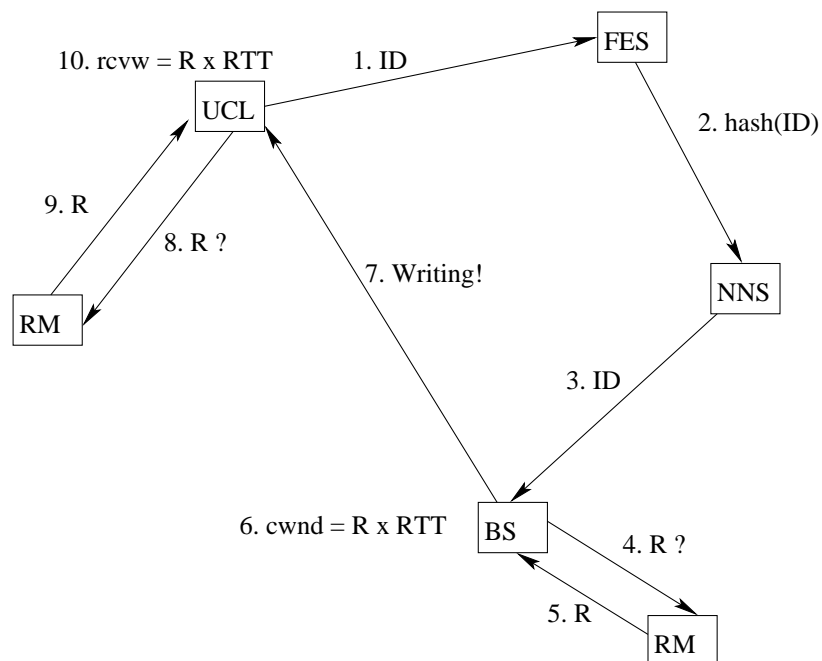 FES
10. rcvw = R x RTT
1. ID
UCL
2. hash(ID)
9. R
8. R ?
7. Writing!
NNS
RM
3. ID
6. cwnd = R x RTT
BS
4. R ?
5. R
RM